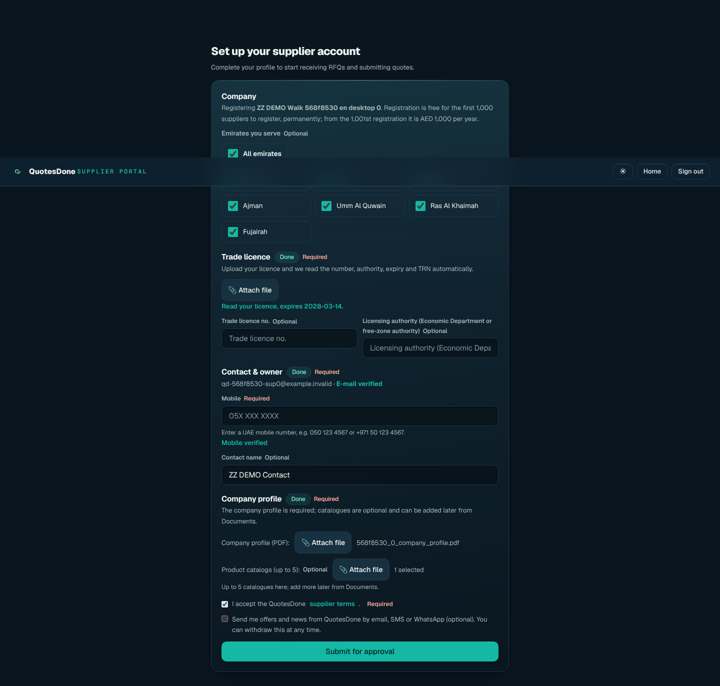 Set up your supplier account
Complete your profile to start receiving RFQs and submitting quotes.
Company
Registering ZZ DEMO Walk 568f8530 on desktop 0. Registration is free for the first 1,000
suppliers to register, permanently; from the 1,001st registration it is AED 1,000 per year.
Emirates you serve Optional
All emirates
QuotesDone SUPPLIER PORTAL
Home
Sign out
Ajman
Umm Al Quwain
Ras Al Khaimah
Fujairah
Trade licence Done Required
Upload your licence and we read the number, authority, expiry and TRN automatically.
Attach file
Read your licence, expires 2028-03-14.
Trade licence no. Optional
Trade licence no.
Licensing authority (Economic Department or
free-zone authority) Optional
Licensing authority (Economic Depa
Contact & owner Done Required
qd-568f8530-sup0@example.invalid · E-mail verified
Mobile Required
05X XXX XXXX
Enter a UAE mobile number, e.g. 050 123 4567 or +971 50 123 4567.
Mobile verified
Contact name Optional
ZZ DEMO Contact
Company profile Done Required
The company profile is required; catalogues are optional and can be added later from
Documents.
Company profile (PDF): Attach file 568f8530_0_company_profile.pdf
Product catalogs (up to 5): Optional Attach file 1 selected
Up to 5 catalogues here; add more later from Documents.
I accept the QuotesDone supplier terms . Required
Send me offers and news from QuotesDone by email, SMS or WhatsApp (optional). You
can withdraw this at any time.
Submit for approval